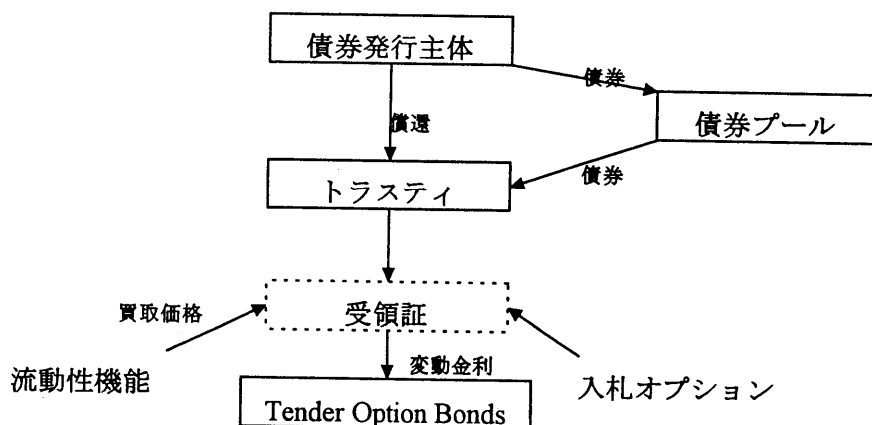 債券発行主体
債券
債券プール
償還
債券
トラスティ
受領証
買取価格
変動金利
流動性機能
入札オプション
Tender Option Bonds